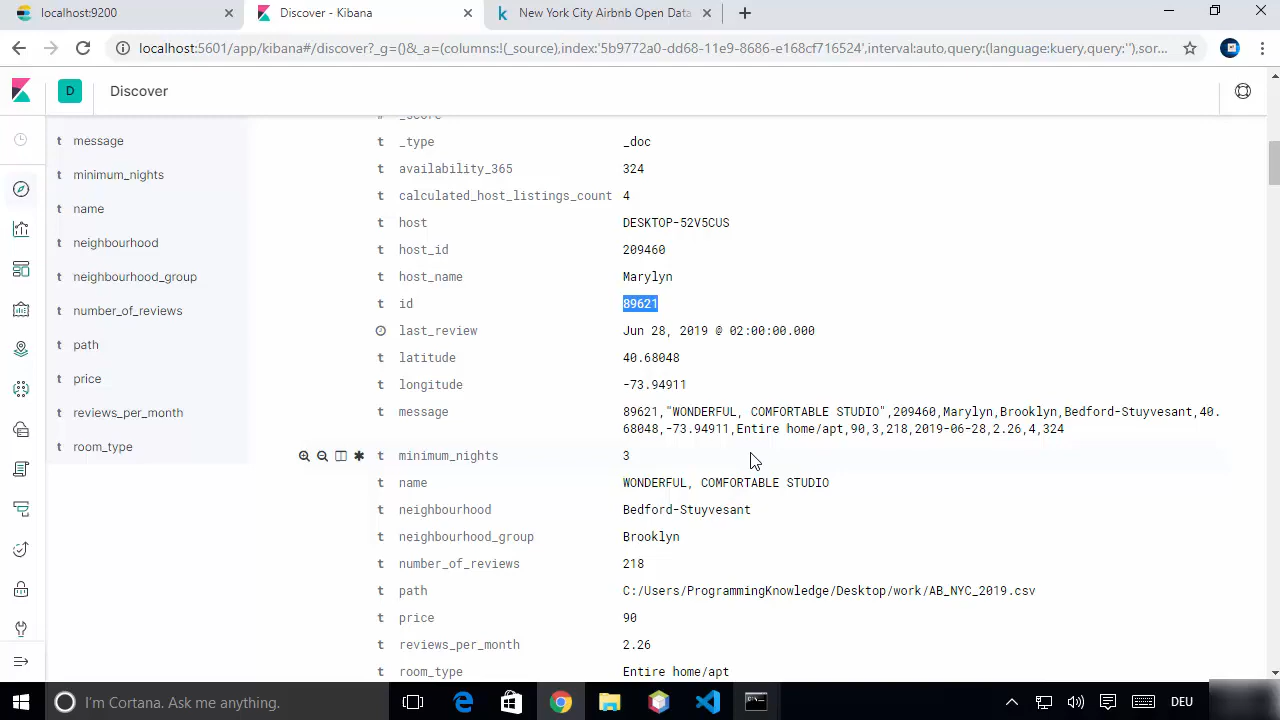 localhost:9200
Discover - Kibana
New York City Airbnb Open Data
localhost:5601/app/kibana#/discover?_g=()&_a=(columns:!(_source),index:'5b9772a0-dd68-11e9-8e86-e168cf716524',interval:auto,query:(language:kuery,query:''),sor...
D
Discover
t message
t minimum_nights
t name
t neighbourhood
t neighbourhood_group
t number_of_reviews
t path
t price
t reviews_per_month
t room_type
# _score
t _type _doc
t availability_365 324
t calculated_host_listings_count 4
t host DESKTOP-52V5CUS
t host_id 209460
t host_name Marylyn
t id 89621
last_review Jun 28, 2019 @ 02:00:00.000
t latitude 40.68048
t longitude -73.94911
t message 89621,"WONDERFUL, COMFORTABLE STUDIO",209460,Marylyn,Brooklyn,Bedford-Stuyvesant,40.
68048,-73.94911,Entire home/apt,90,3,218,2019-06-28,2.26,4,324
t minimum_nights 3
t name WONDERFUL, COMFORTABLE STUDIO
t neighbourhood Bedford-Stuyvesant
t neighbourhood_group Brooklyn
t number_of_reviews 218
t path C:/Users/ProgrammingKnowledge/Desktop/work/AB_NYC_2019.csv
t price 90
t reviews_per_month 2.26
t room_type Entire home/apt
I'm Cortana. Ask me anything.
DEU